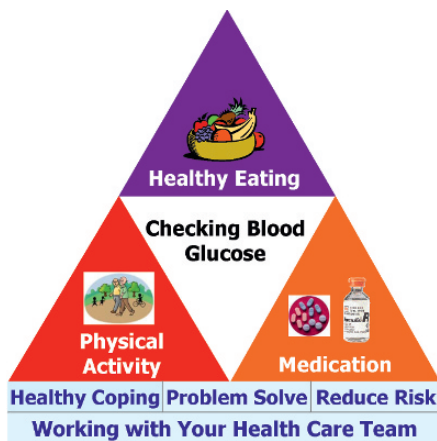 Healthy Eating
Checking Blood
Glucose
Physical
Activity
Medication
Healthy Coping
Problem Solve
Reduce Risk
Working with Your Health Care Team